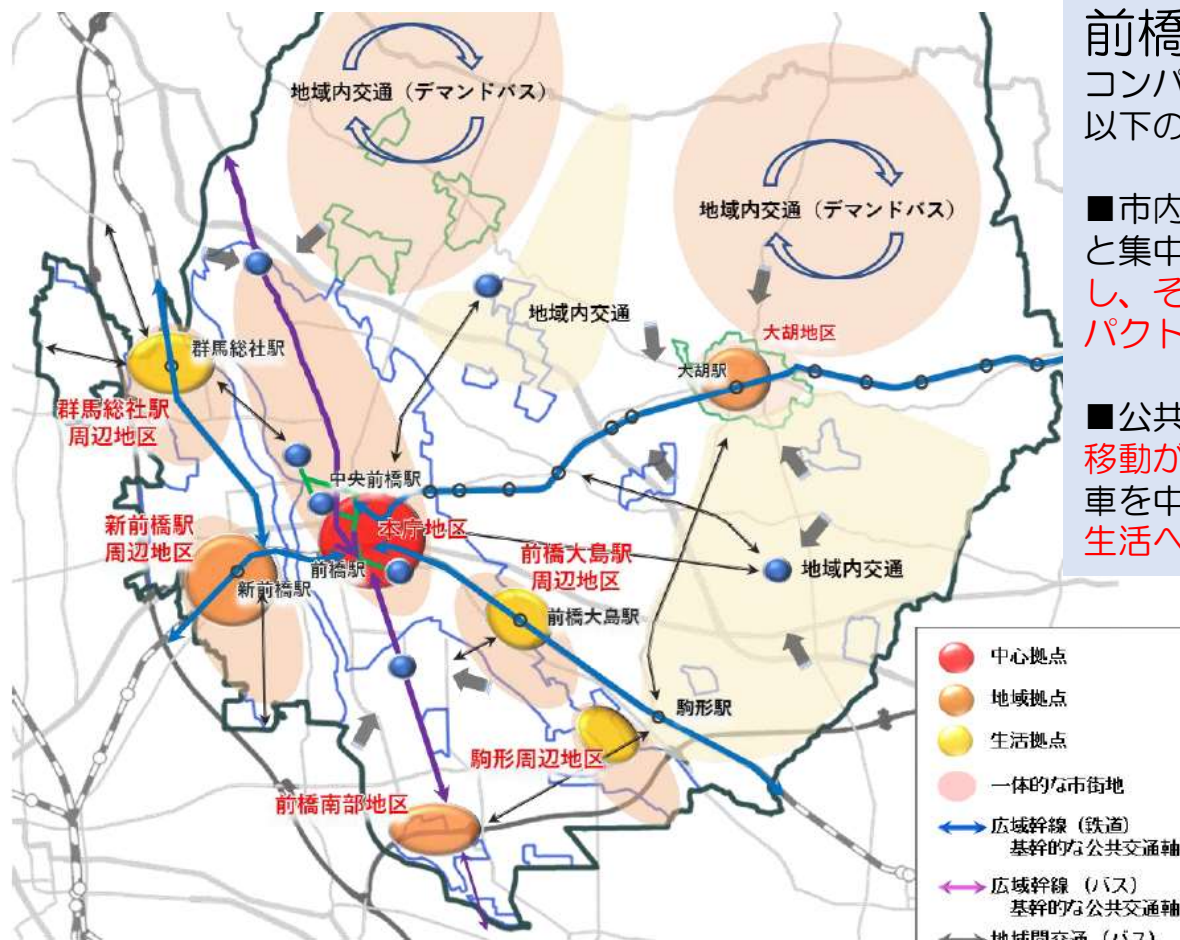 地域内交通(デマンドバス)
地域内交通(デマンドバス)
地域内交通
大胡地区
大胡駅
群馬総社駅
群馬総社駅
周辺地区
中央前橋駅
新前橋駅
周辺地区
本庁地区
前橋駅
新前橋駅
前橋大島駅
周辺地区
前橋大島駅
地域内交通
駒形駅
駒形周辺地区
前橋南部地区
前橋
コンパ
以下の
■市内
と集中
し、そ
パクト
■公共
移動が
車を中
生活へ
中心拠点
地域拠点
生活拠点
一体的な市街地
広域幹線(鉄道)
基幹的な公共交通軸
広域幹線(バス)
基幹的な公共交通軸
地域間交通(バス)